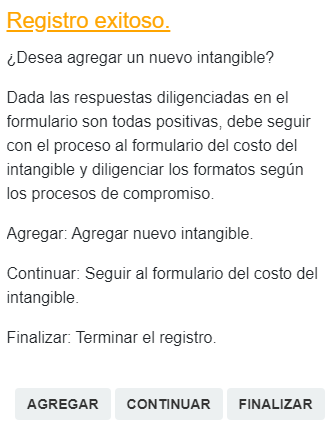 Registro exitoso.
¿Desea agregar un nuevo intangible?
Dada las respuestas diligenciadas en el
formulario son todas positivas, debe seguir
con el proceso al formulario del costo del
intangible y diligenciar los formatos según
los procesos de compromiso.
Agregar: Agregar nuevo intangible.
Continuar: Seguir al formulario del costo del
intangible.
Finalizar: Terminar el registro.
AGREGAR CONTINUAR FINALIZAR